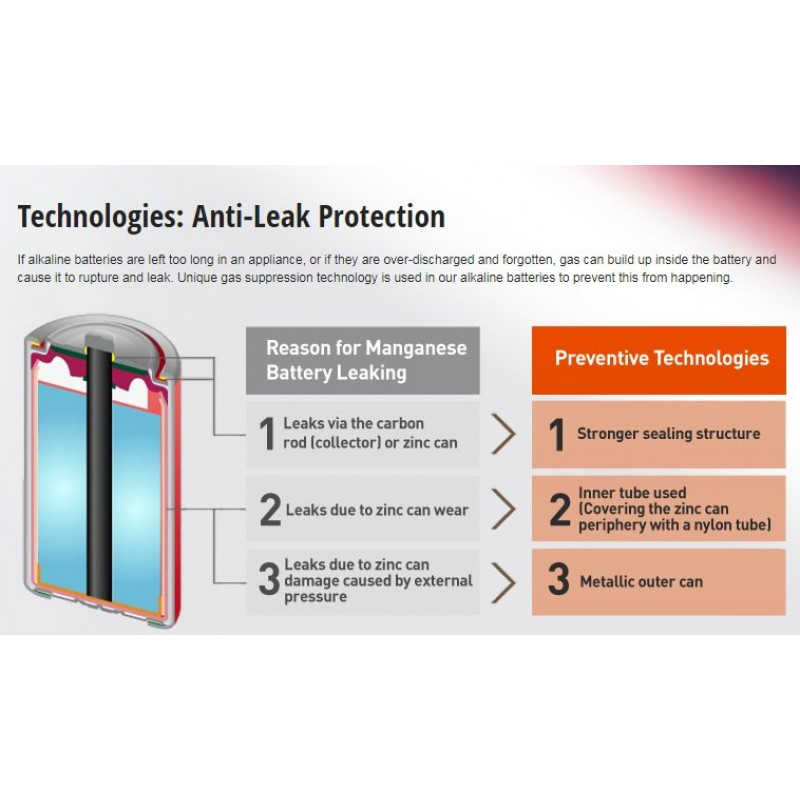 Technologies: Anti-Leak Protection
If alkaline batteries are left too long in an appliance, or if they are over-discharged and forgotten, gas can build up inside the battery and
cause it to rupture and leak. Unique gas suppression technology is used in our alkaline batteries to prevent this from happening.
Reason for Manganese
Battery Leaking
Preventive Technologies
1 Leaks via the carbon
rod (collector) or zinc can
1 Stronger sealing structure
2 Leaks due to zinc can wear
2 Inner tube used
(Covering the zinc can
periphery with a nylon tube)
3 Leaks due to zinc can
damage caused by external
pressure
3 Metallic outer can